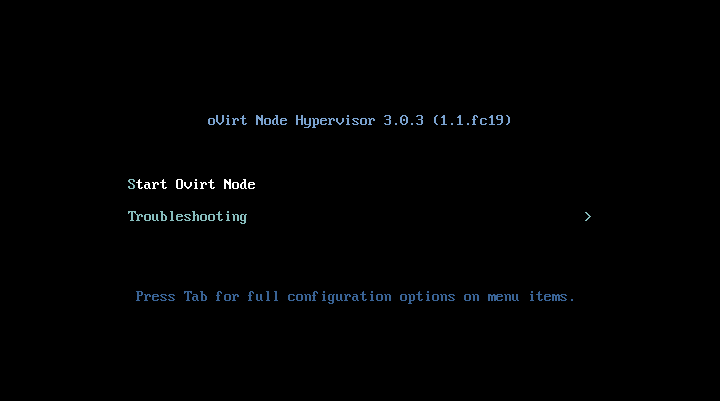 oVirt Node Hypervisor 3.0.3 (1.1.fc19)
Start Ovirt Node
Troubleshooting >
Press Tab for full configuration options on menu items.